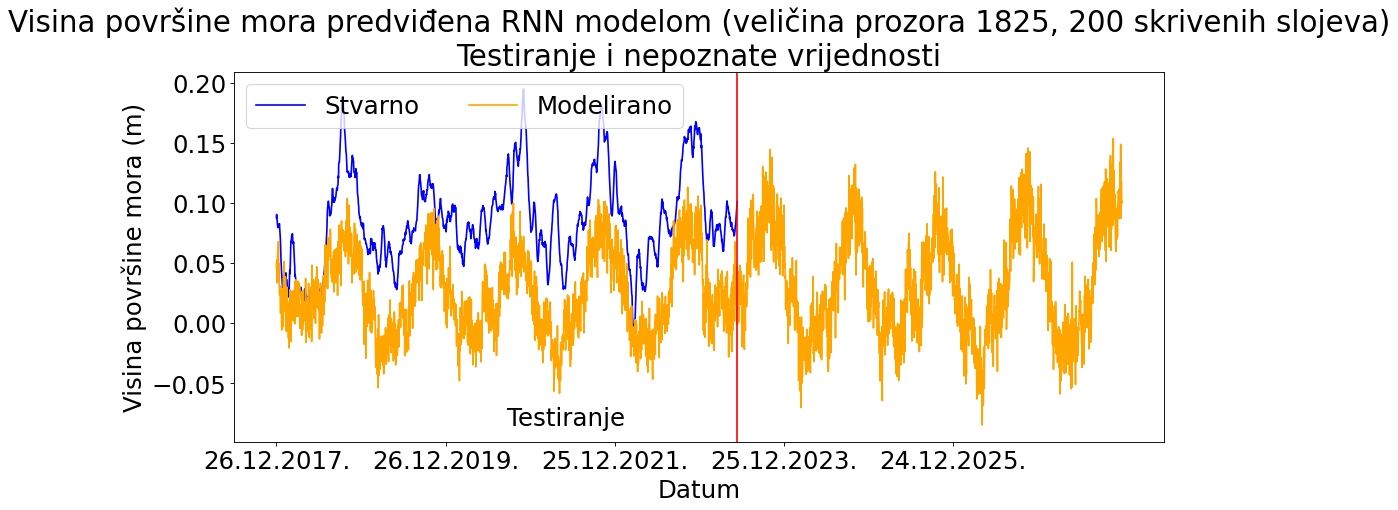 Visina površine mora predviđena RNN modelom (veličina prozora 1825, 200 skrivenih slojeva)
Testiranje i nepoznate vrijednosti
Stvarno
Modelirano
Visina površine mora (m)
0.20
0.15
0.10
0.05
0.00
−0.05
Testiranje
26.12.2017.
26.12.2019.
25.12.2021.
25.12.2023.
24.12.2025.
Datum